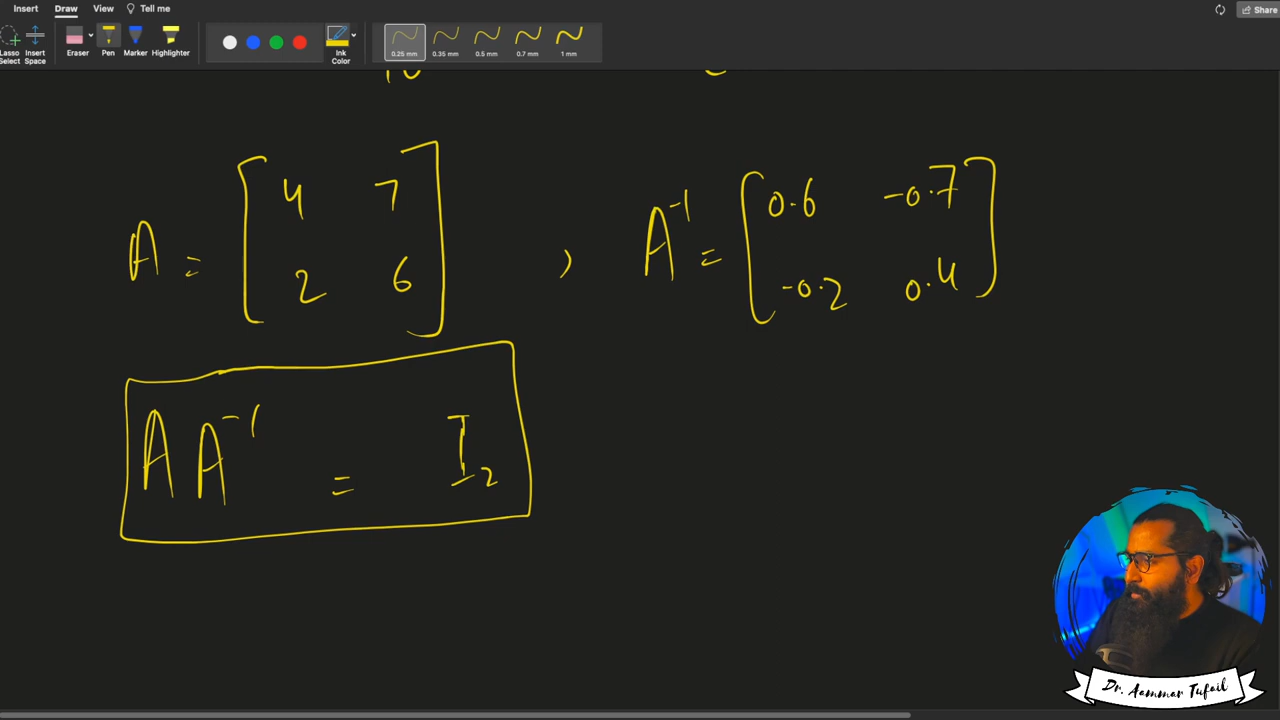 Insert Draw View Tell me
Share
Lasso Select Insert Space Eraser Pen Marker Highlighter Ink Color 0.25 mm 0.35 mm 0.5 mm 0.7 mm 1 mm
A = [ 4 7
2 6 ]
, A⁻¹ = [ 0.6 -0.7
-0.2 0.4 ]
A A⁻¹ = I₂
Dr. Aammar Tufail